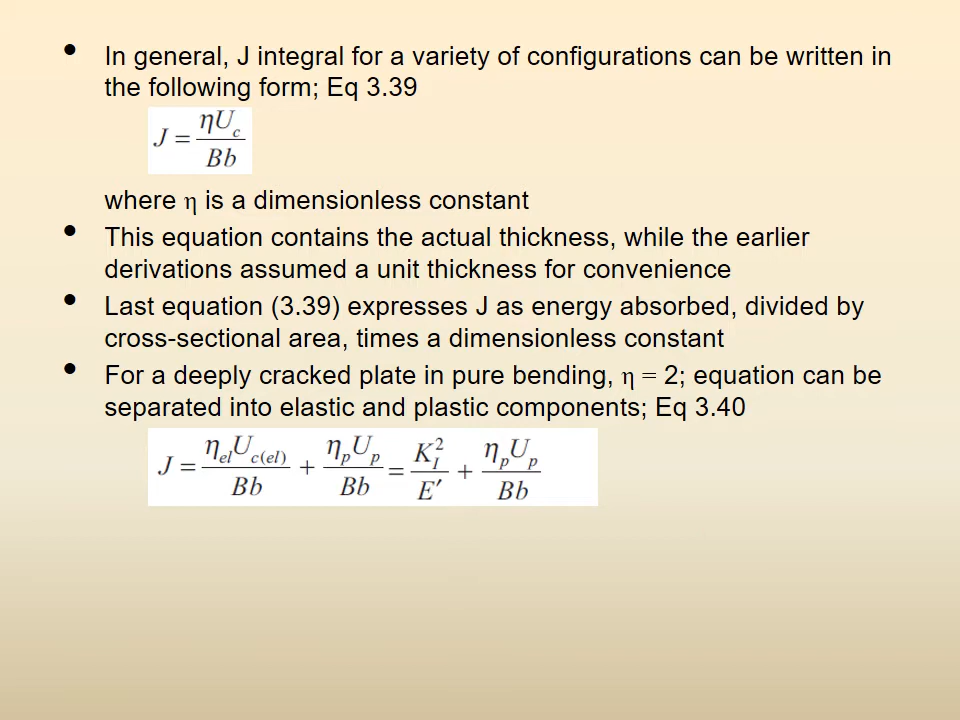 • In general, J integral for a variety of configurations can be written in
the following form; Eq 3.39
J = ηU_c / Bb
where η is a dimensionless constant
• This equation contains the actual thickness, while the earlier
derivations assumed a unit thickness for convenience
• Last equation (3.39) expresses J as energy absorbed, divided by
cross-sectional area, times a dimensionless constant
• For a deeply cracked plate in pure bending, η = 2; equation can be
separated into elastic and plastic components; Eq 3.40
J = η_el U_c(el) / Bb + η_p U_p / Bb = K_I^2 / E′ + η_p U_p / Bb